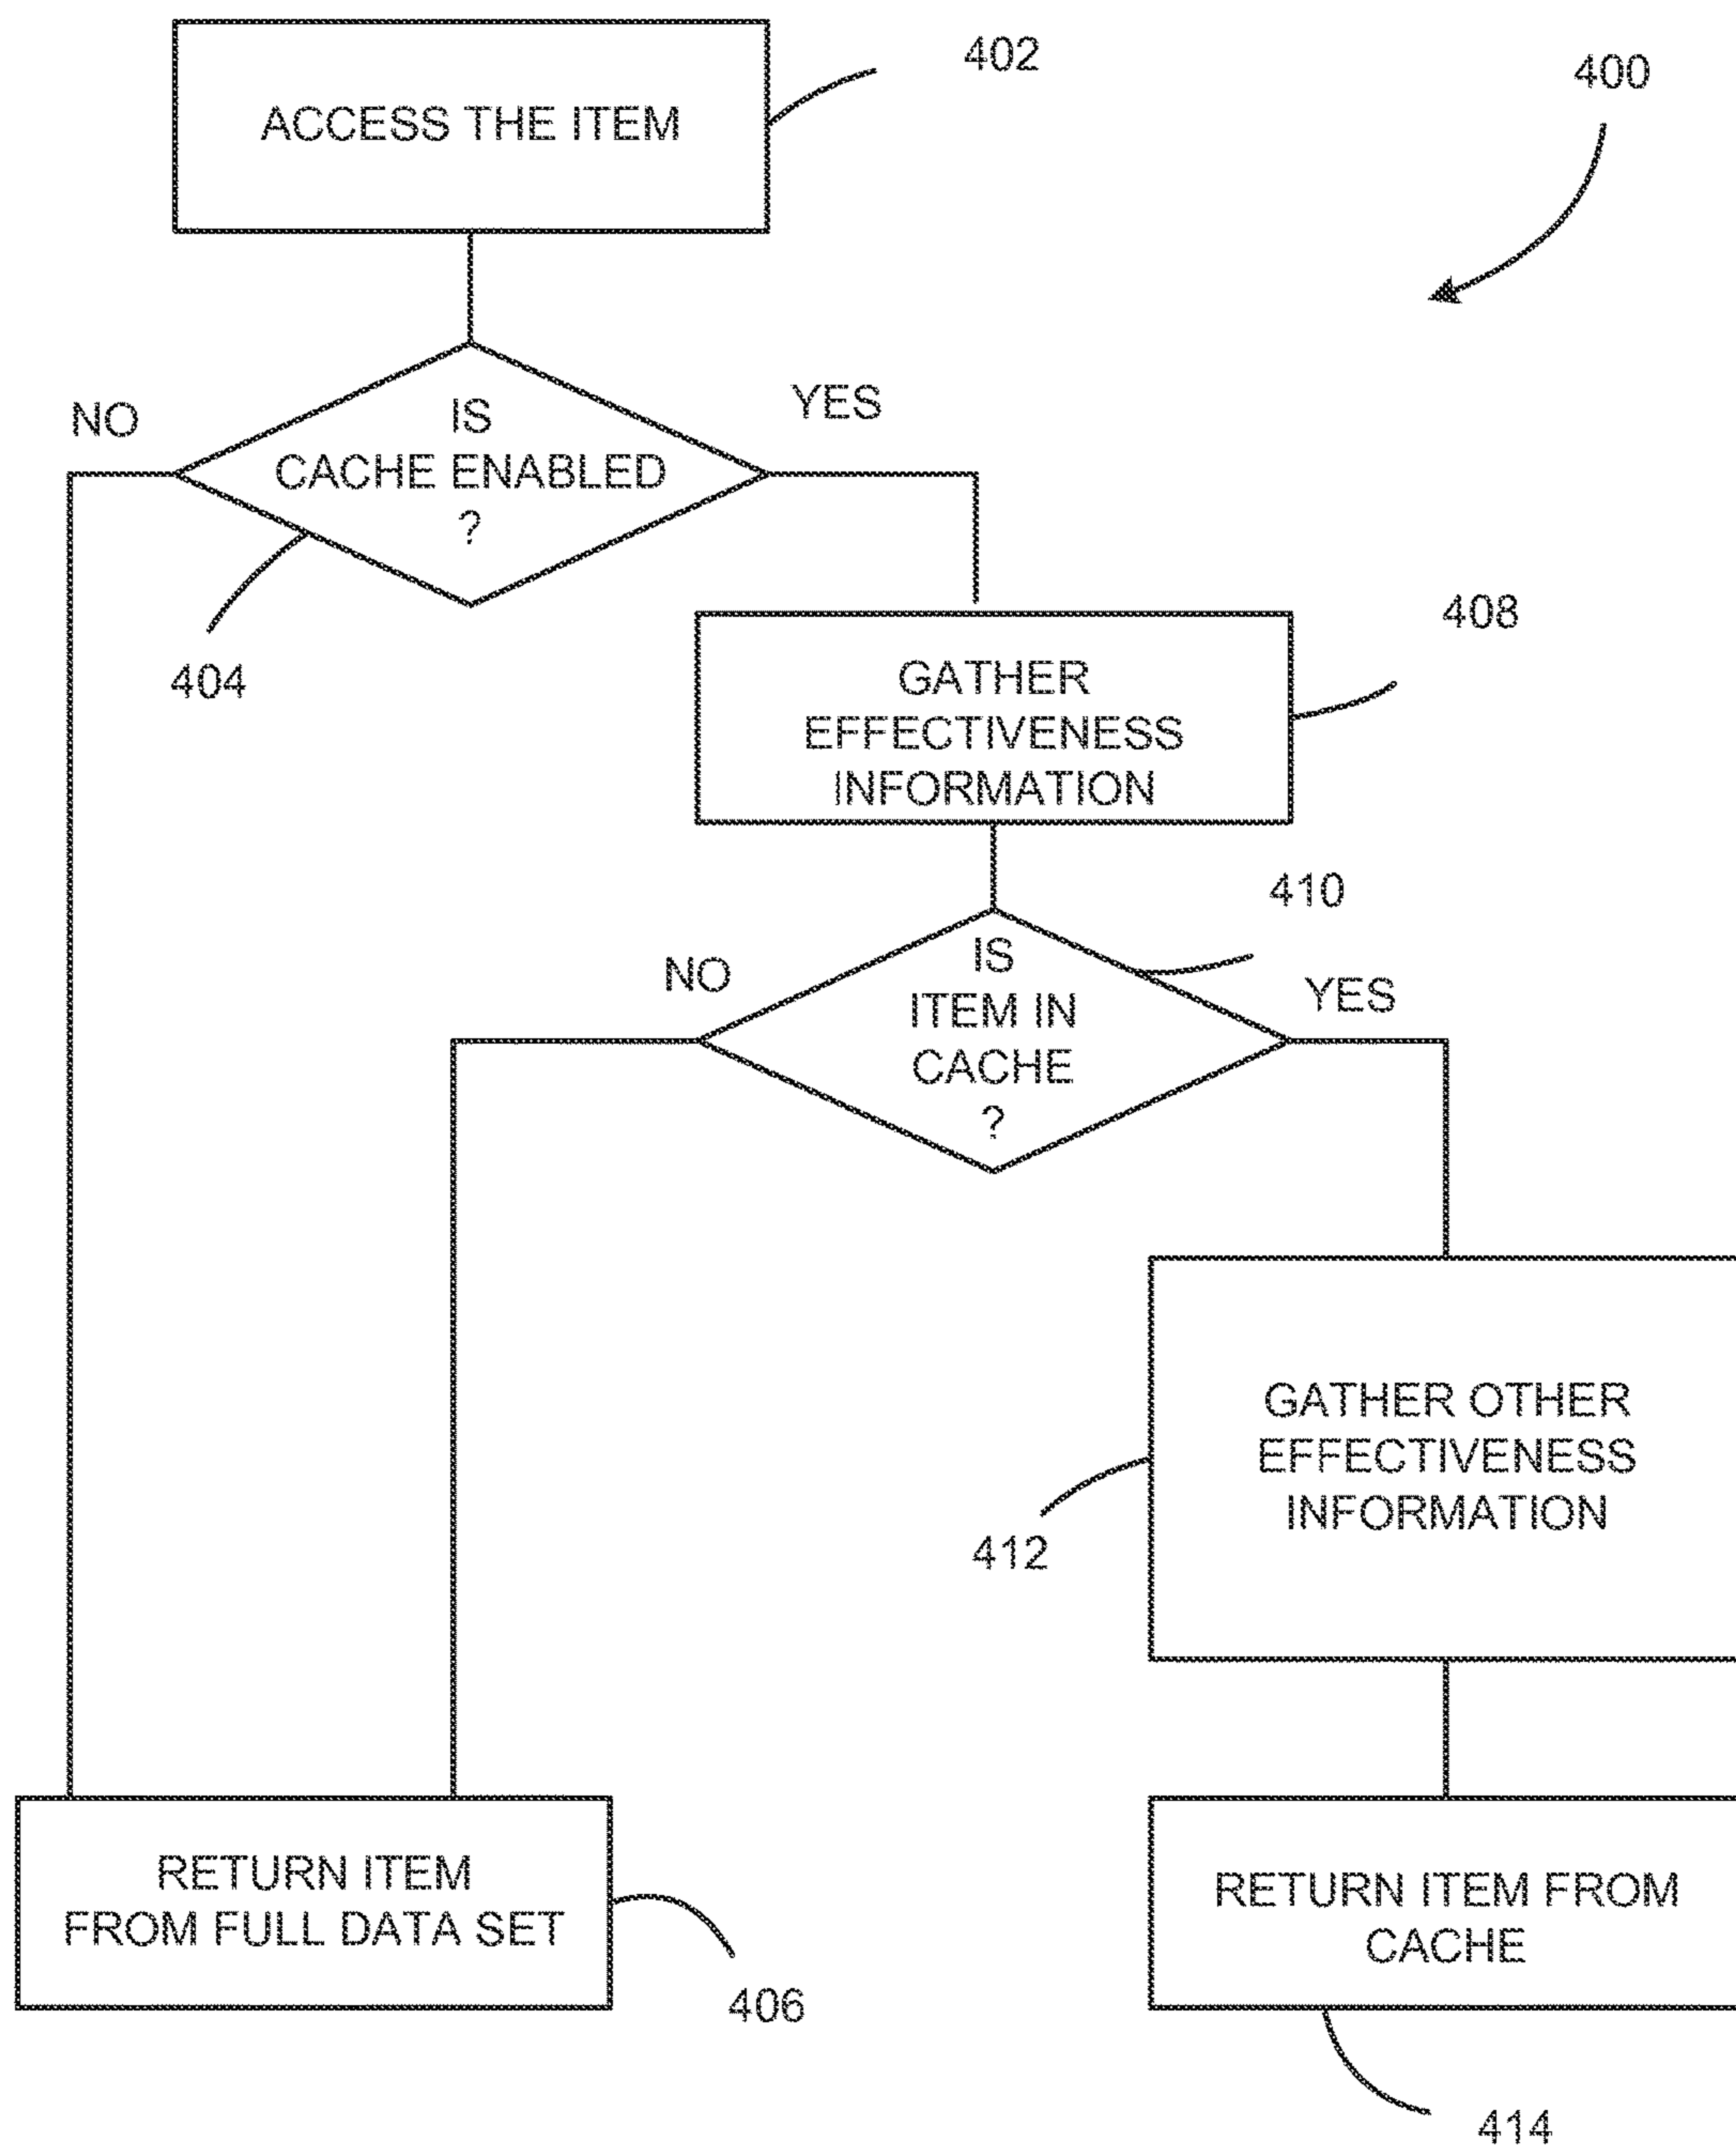 402
400
ACCESS THE ITEM
NO
YES
IS
CACHE ENABLED
?
404
408
GATHER
EFFECTIVENESS
INFORMATION
410
NO
YES
IS
ITEM IN
CACHE
?
GATHER OTHER
EFFECTIVENESS
INFORMATION
412
RETURN ITEM
FROM FULL DATA SET
406
RETURN ITEM FROM
CACHE
414